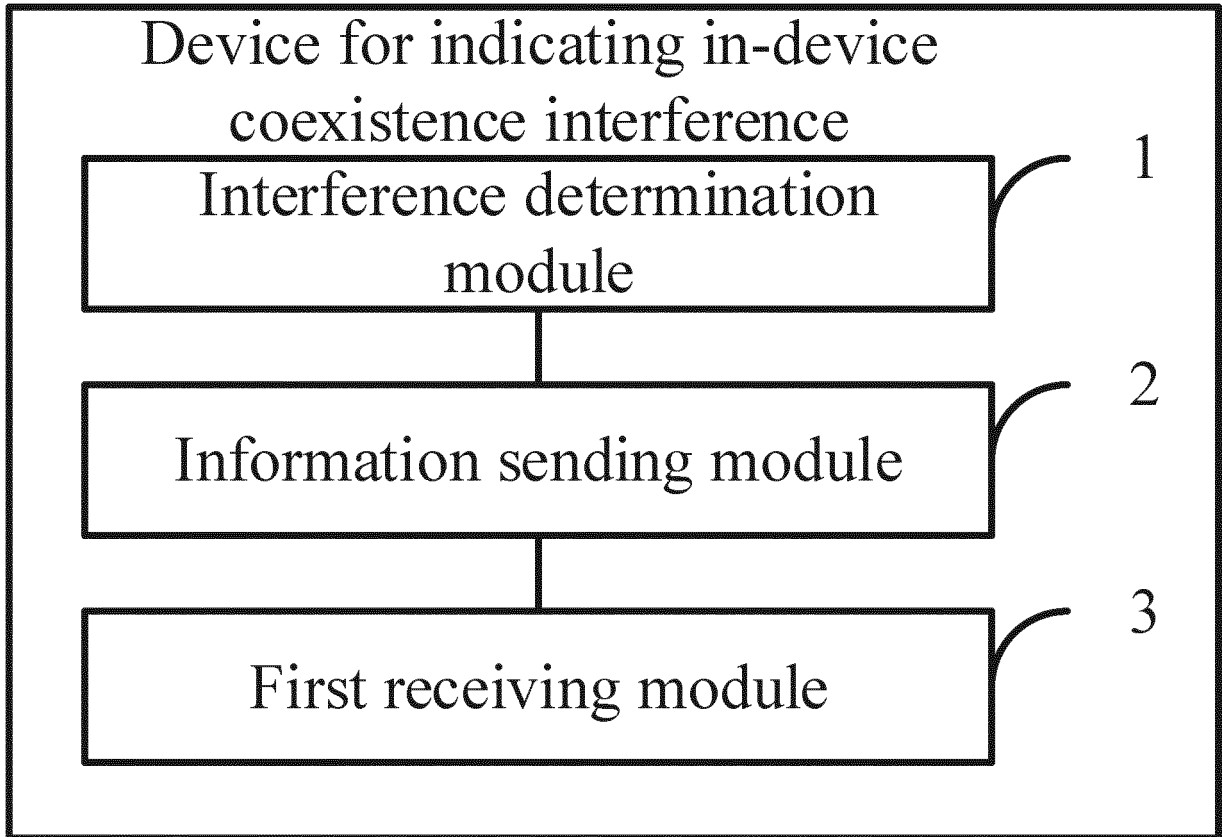 Device for indicating in-device
coexistence interference
Interference determination
module
1
Information sending module
2
First receiving module
3